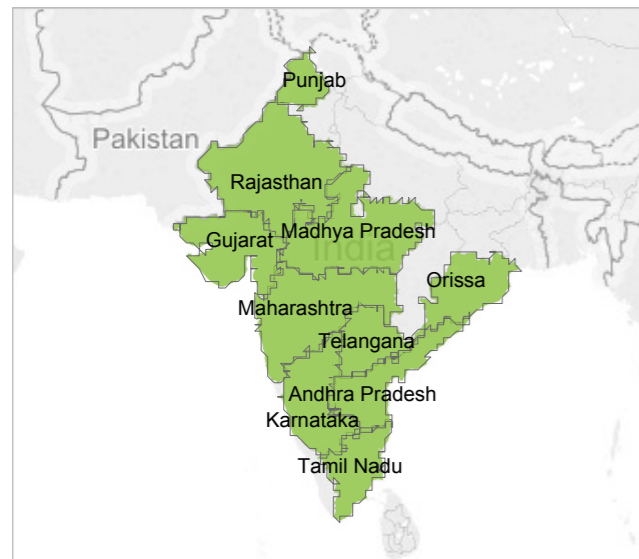 Punjab
Pakistan
Rajasthan
Madhya Pradesh
Gujarat
India
Orissa
Maharashtra
Telangana
Andhra Pradesh
Karnataka
Tamil Nadu